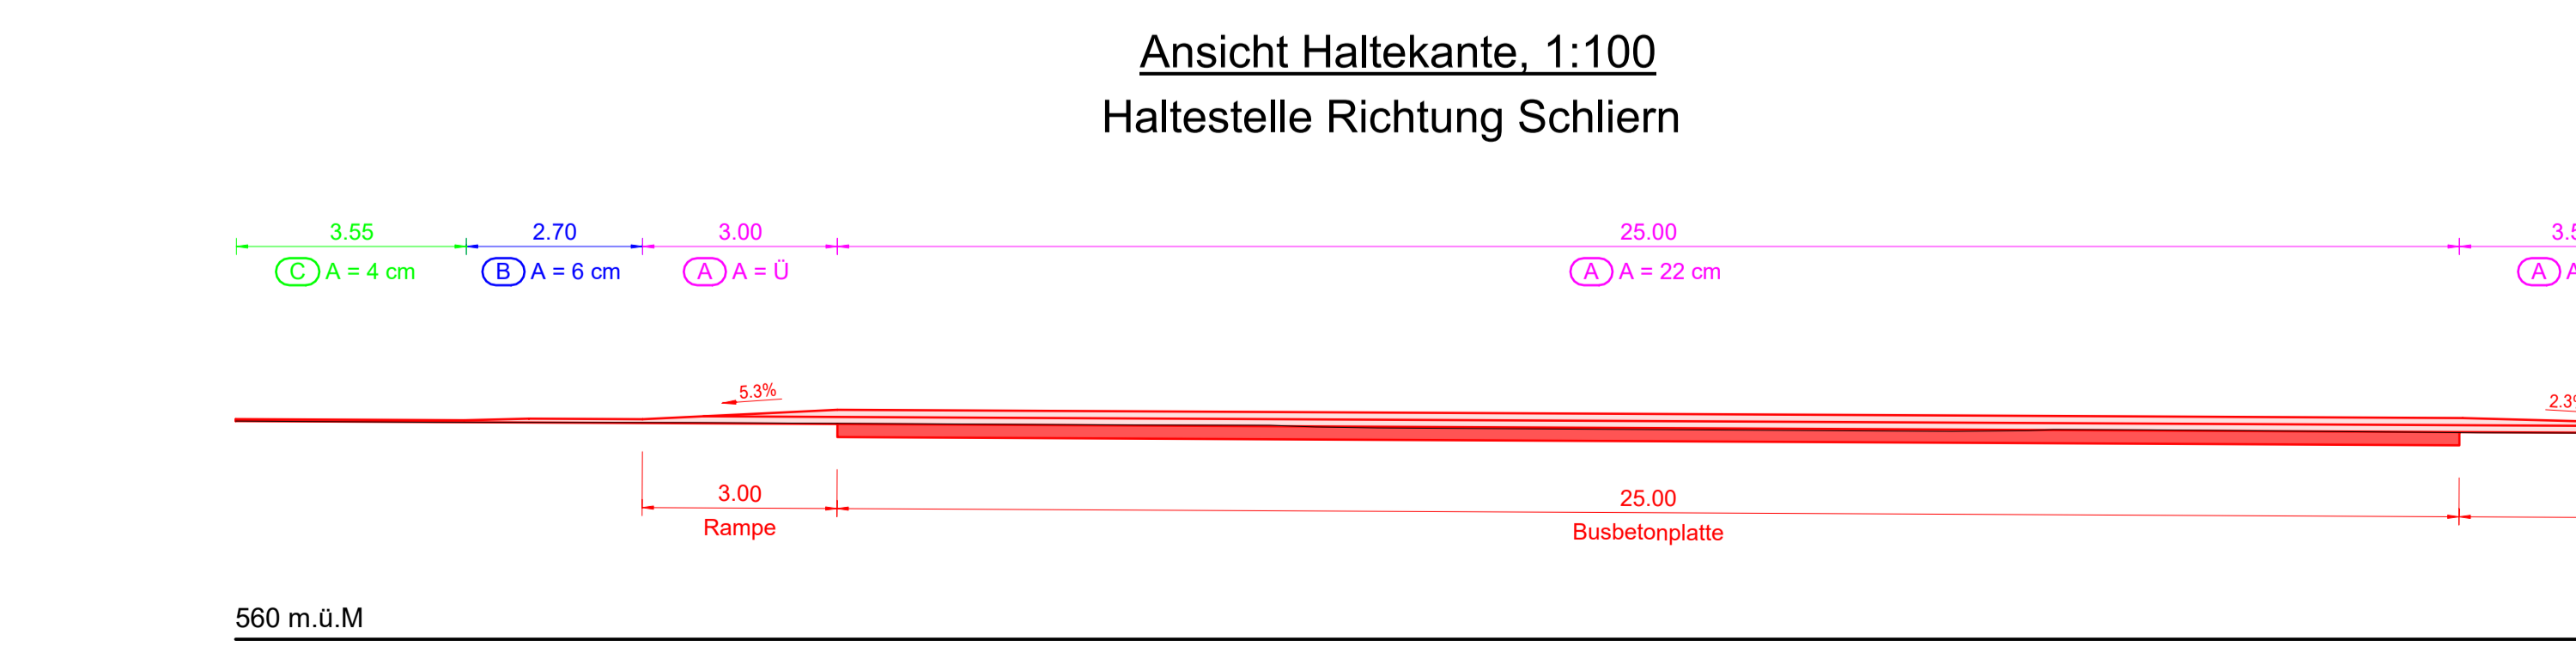 Ansicht Haltekante, 1:100
Haltestelle Richtung Schliern
3.55 2.70 3.00 25.00
C A = 4 cm B A = 6 cm A A = Ü A A = 22 cm A
5.3%
3.00 25.00
Rampe Busbetonplatte
560 m.ü.M